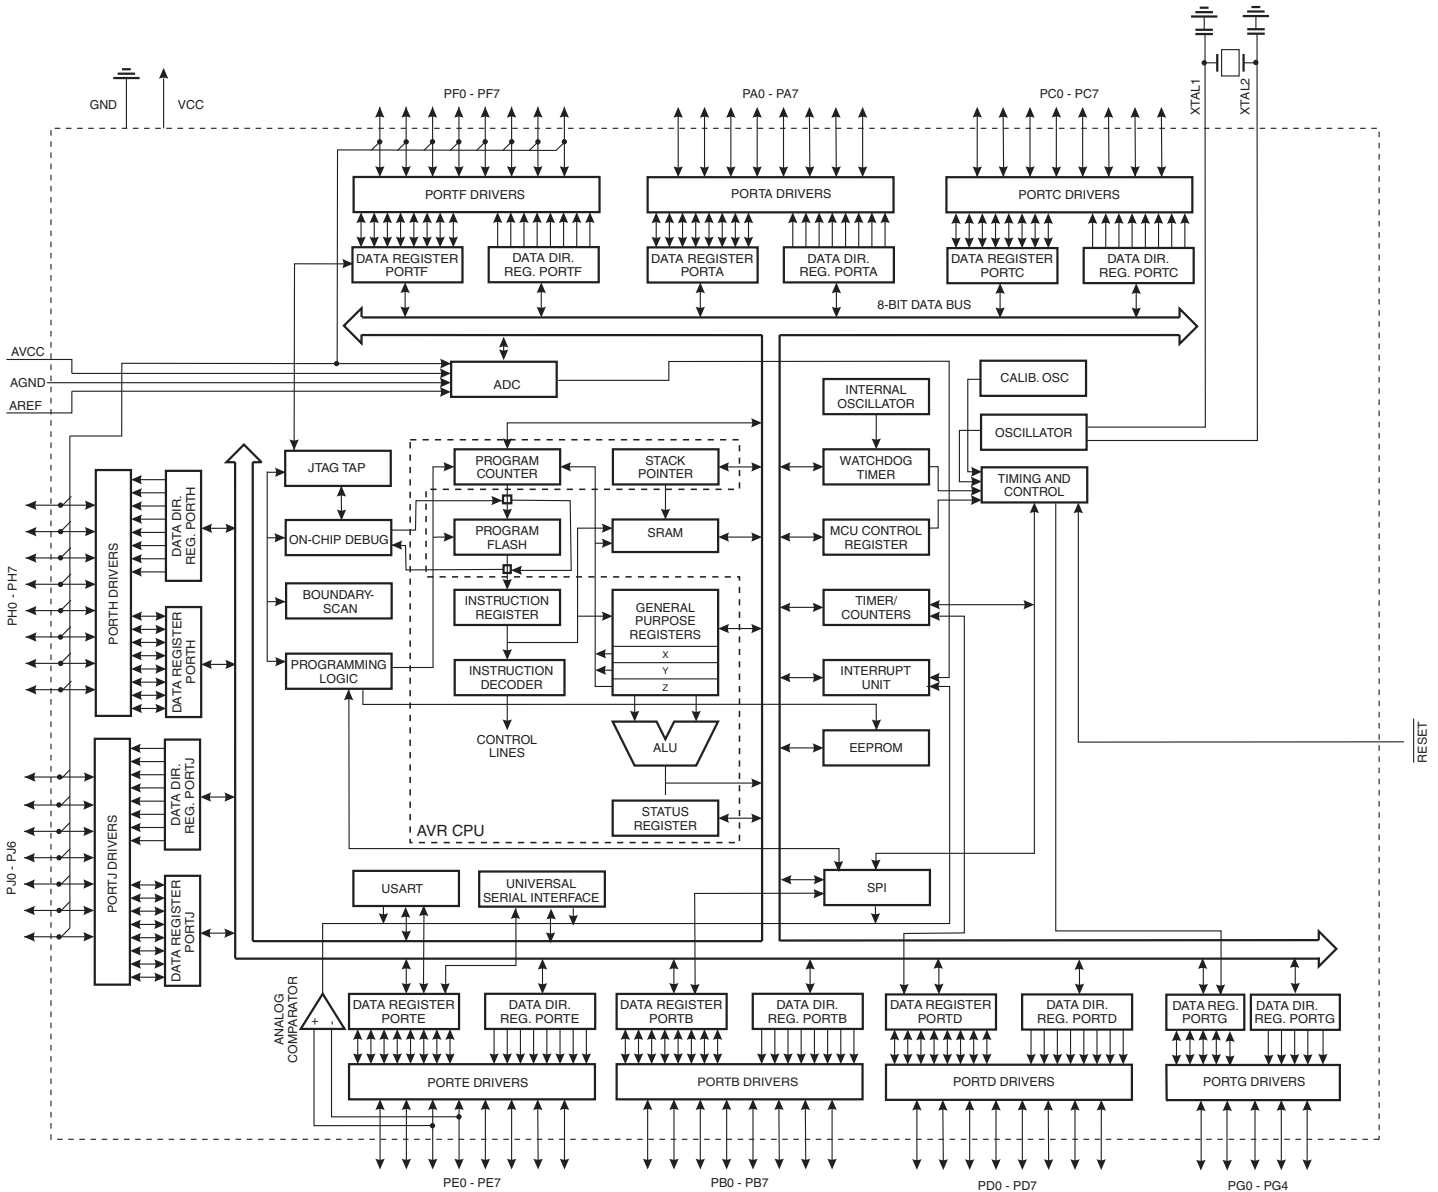 XTAL1
XTAL2
GND
VCC
PF0 - PF7
PA0 - PA7
PC0 - PC7
PORTF DRIVERS
PORTA DRIVERS
PORTC DRIVERS
DATA REGISTER
PORTF
DATA DIR.
REG. PORTF
DATA REGISTER
PORTA
DATA DIR.
REG. PORTA
DATA REGISTER
PORTC
DATA DIR.
REG. PORTC
8-BIT DATA BUS
AVCC
AGND
AREF
ADC
CALIB. OSC
INTERNAL
OSCILLATOR
OSCILLATOR
JTAG TAP
PROGRAM
COUNTER
STACK
POINTER
WATCHDOG
TIMER
TIMING AND
CONTROL
ON-CHIP DEBUG
PROGRAM
FLASH
SRAM
MCU CONTROL
REGISTER
BOUNDARY-
SCAN
INSTRUCTION
REGISTER
GENERAL
PURPOSE
REGISTERS
X
Y
Z
TIMER/
COUNTERS
PROGRAMMING
LOGIC
INSTRUCTION
DECODER
INTERRUPT
UNIT
CONTROL
LINES
ALU
EEPROM
RESET
STATUS
REGISTER
AVR CPU
PH0 - PH7
PORTH DRIVERS
DATA DIR.
REG. PORTH
DATA REGISTER
PORTH
PJ0 - PJ6
PORTJ DRIVERS
DATA DIR.
REG. PORTJ
DATA REGISTER
PORTJ
USART
UNIVERSAL
SERIAL INTERFACE
SPI
ANALOG
COMPARATOR
+
-
DATA REGISTER
PORTE
DATA DIR.
REG. PORTE
DATA REGISTER
PORTB
DATA DIR.
REG. PORTB
DATA REGISTER
PORTD
DATA DIR.
REG. PORTD
DATA REG.
PORTG
DATA DIR.
REG. PORTG
PORTE DRIVERS
PORTB DRIVERS
PORTD DRIVERS
PORTG DRIVERS
PE0 - PE7
PB0 - PB7
PD0 - PD7
PG0 - PG4